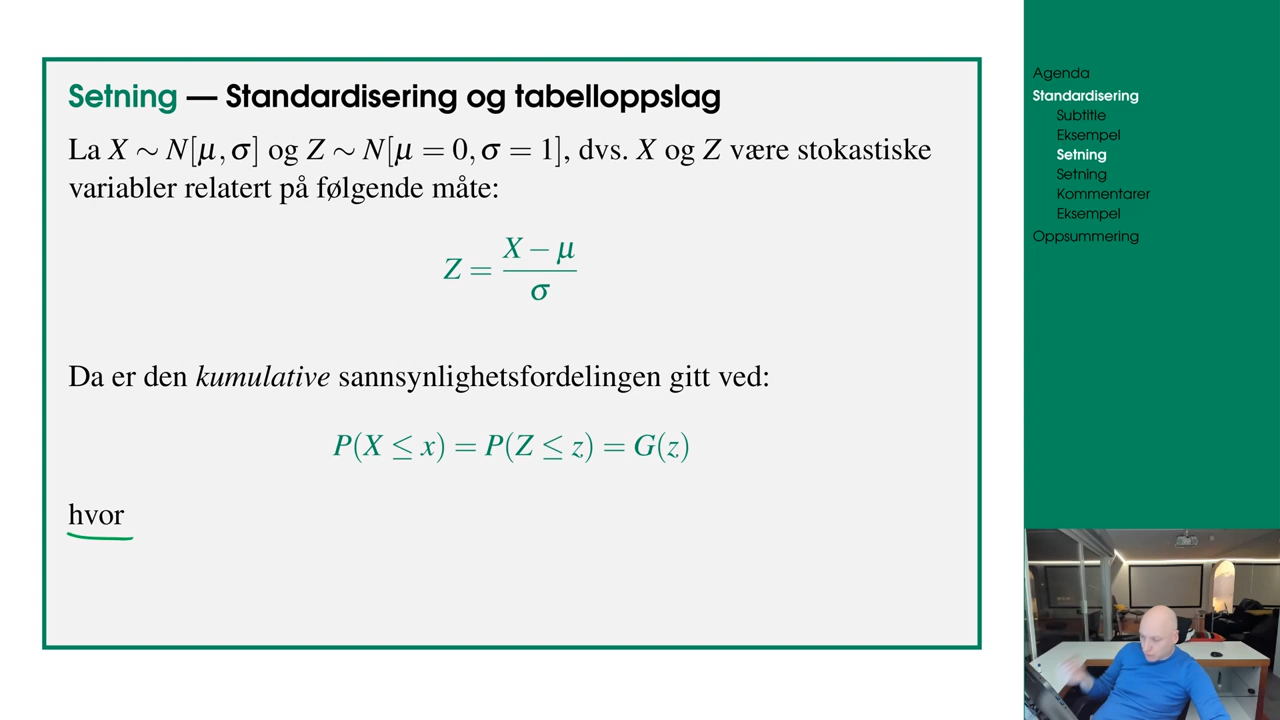 Setning — Standardisering og tabelloppslag
La X ∼ N[μ, σ] og Z ∼ N[μ = 0, σ = 1], dvs. X og Z være stokastiske
variabler relatert på følgende måte:
Z = (X − μ) / σ
Da er den kumulative sannsynlighetsfordelingen gitt ved:
P(X ≤ x) = P(Z ≤ z) = G(z)
hvor
Agenda
Standardisering
Subtitle
Eksempel
Setning
Setning
Kommentarer
Eksempel
Oppsummering